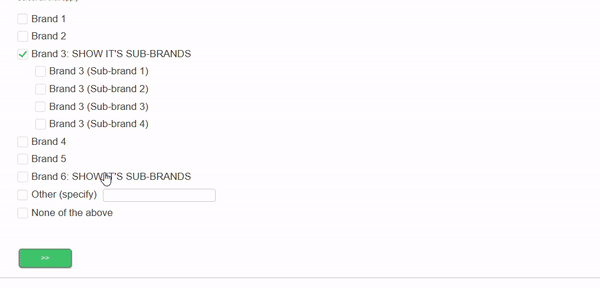 Brand 1
Brand 2
Brand 3: SHOW IT'S SUB-BRANDS
Brand 3 (Sub-brand 1)
Brand 3 (Sub-brand 2)
Brand 3 (Sub-brand 3)
Brand 3 (Sub-brand 4)
Brand 4
Brand 5
Brand 6: SHOW IT'S SUB-BRANDS
Other (specify)
None of the above
>>